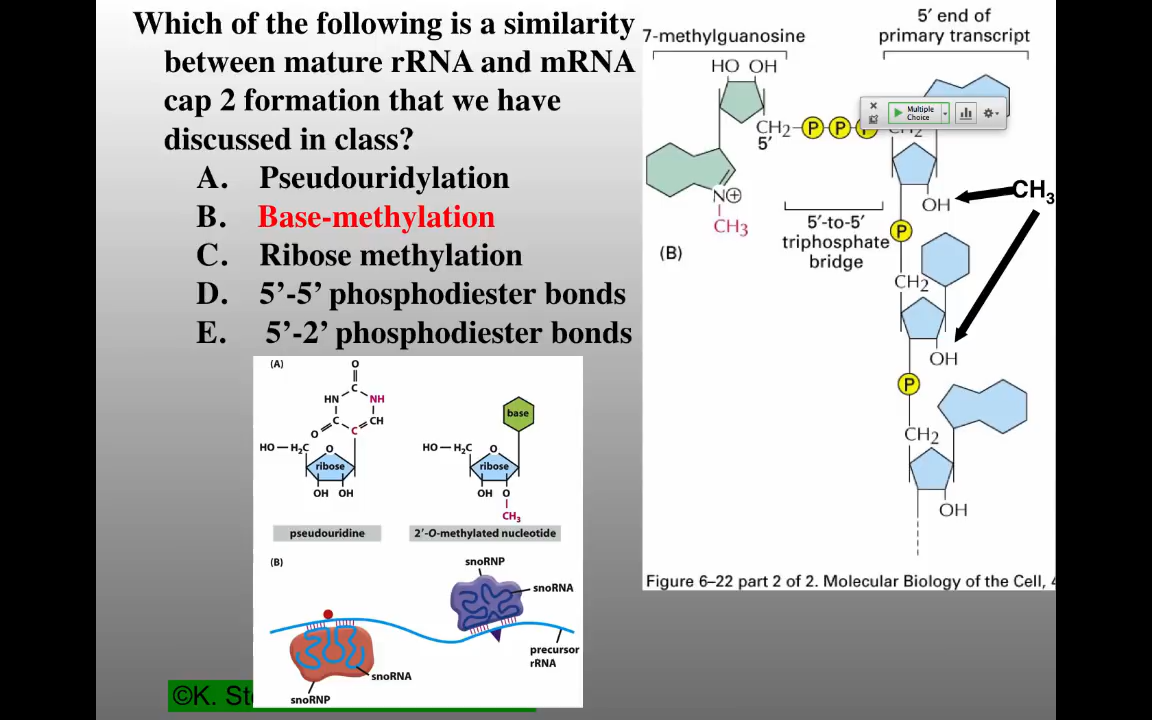 Which of the following is a similarity
between mature rRNA and mRNA
cap 2 formation that we have
discussed in class?
A. Pseudouridylation
B. Base-methylation
C. Ribose methylation
D. 5’-5’ phosphodiester bonds
E. 5’-2’ phosphodiester bonds
7-methylguanosine
5′ end of
primary transcript
HO OH
Multiple
Choice
CH2
P P P
CH2
5′
OH
CH3
N+
CH3
(B)
5′-to-5′
triphosphate
bridge
P
CH2
OH
P
CH2
OH
Figure 6–22 part 2 of 2. Molecular Biology of the Cell, 4
(A)
O
C
HN NH
C CH
O C
HO—H2C O
ribose
OH OH
pseudouridine
base
HO—H2C O
ribose
OH O
CH3
2′-O-methylated nucleotide
(B)
snoRNP
snoRNA
precursor
rRNA
snoRNA
snoRNP
©K. St